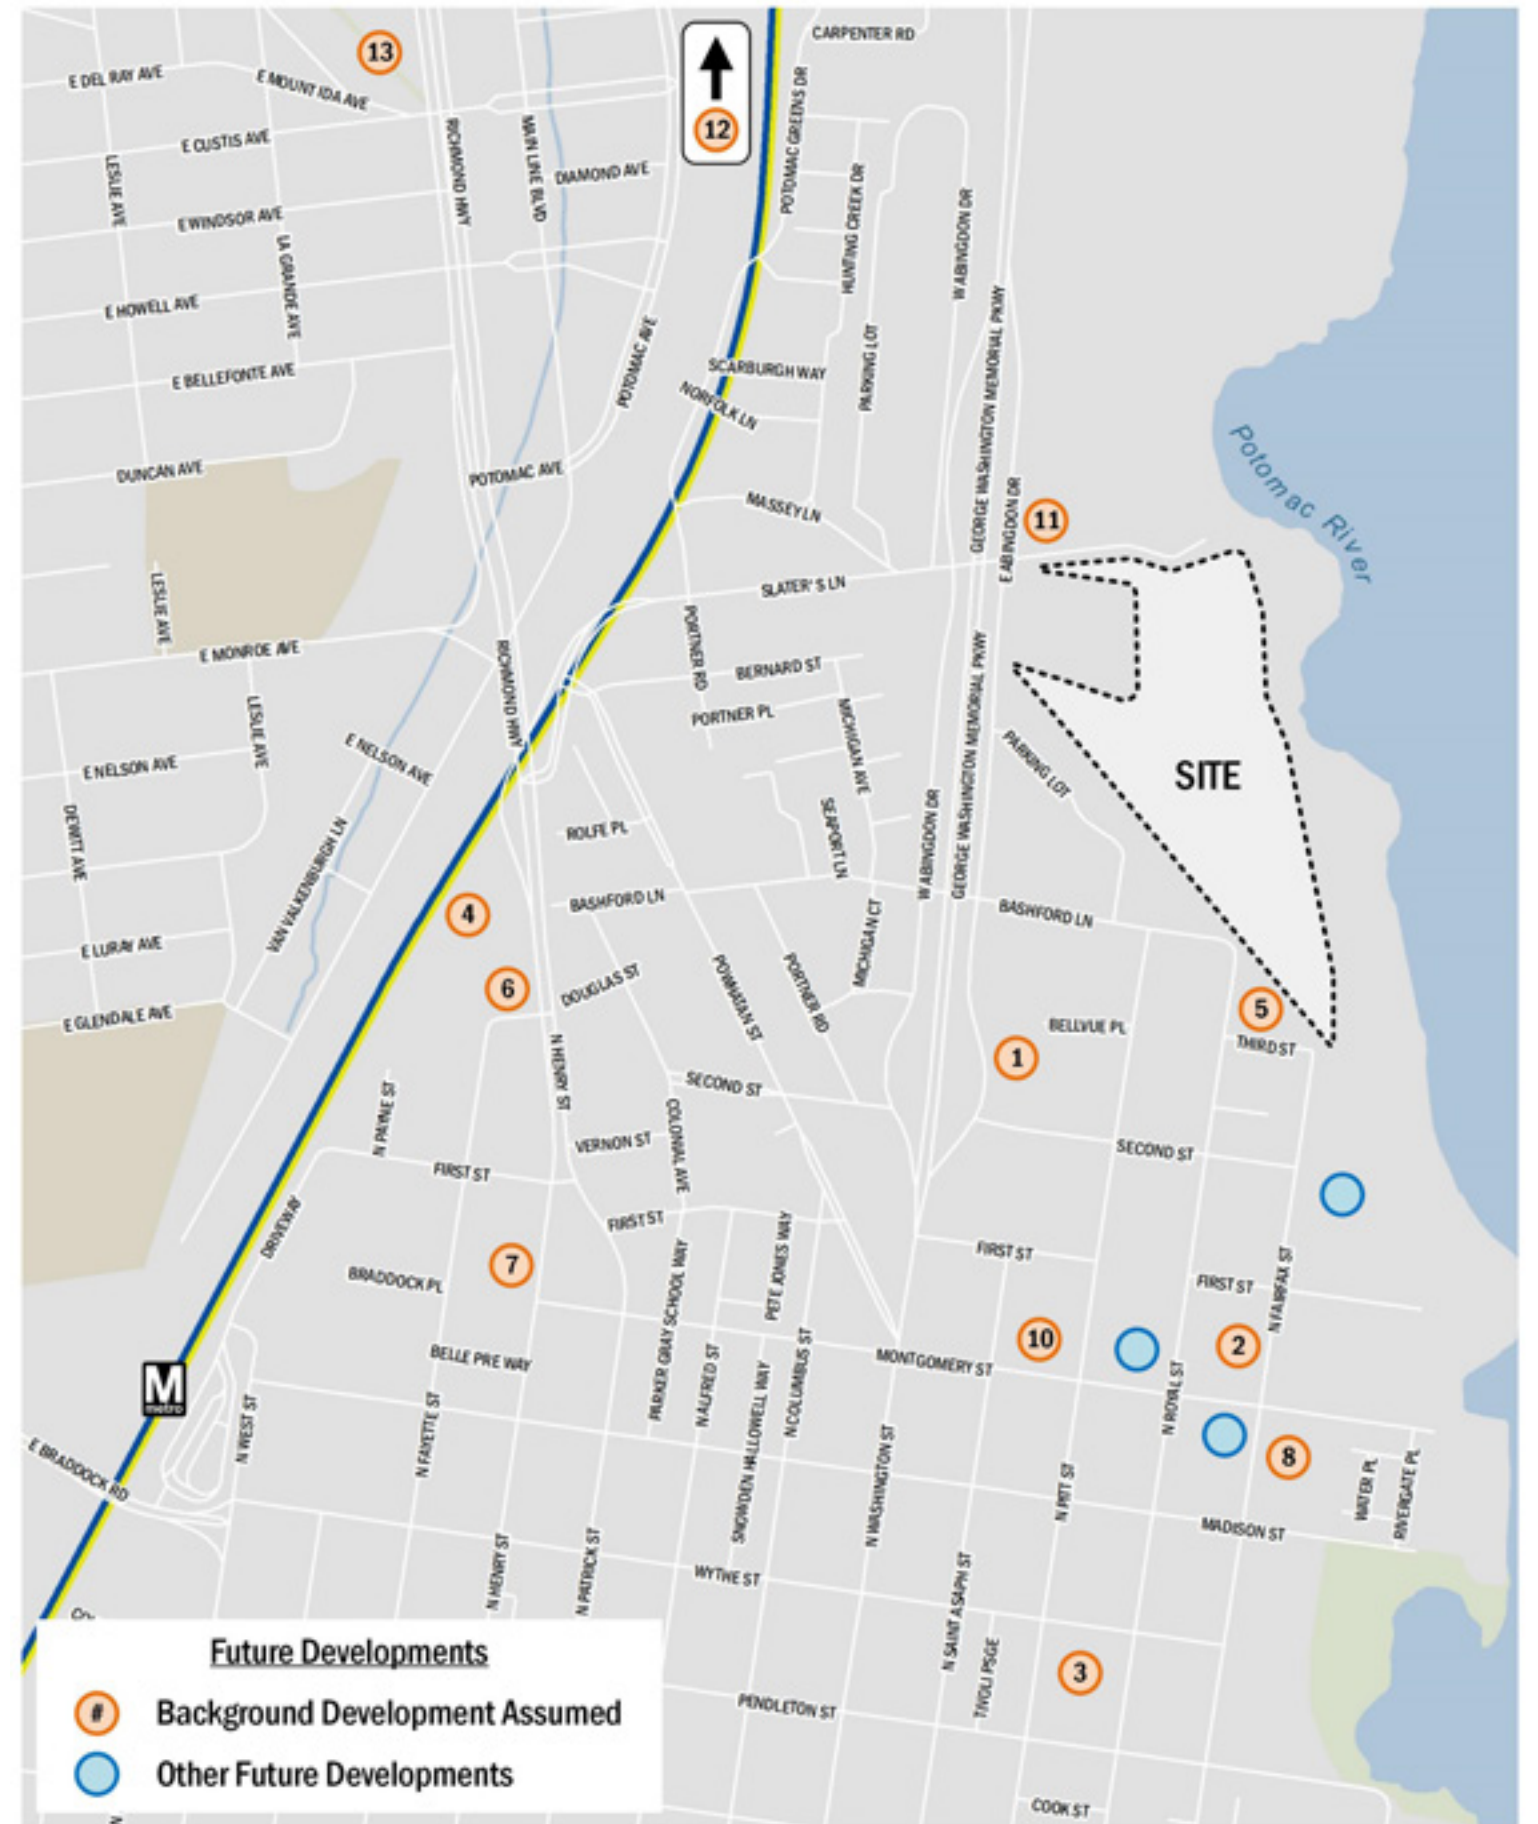 CARPENTER RD
13
E DEL RAY AVE
E MOUNT IDA AVE
12
E CUSTIS AVE
RICHMOND HWY
MAIN LINE BLVD
POTOMAC GREENS DR
DIAMOND AVE
LESLIE AVE
E WINDSOR AVE
LA GRANDE AVE
HUNTING CREEK DR
W ABINGDON DR
E HOWELL AVE
GEORGE WASHINGTON MEMORIAL PKWY
POTOMAC AVE
PARKING LOT
SCARBURGH WAY
E BELLEFONTE AVE
NORFOLK LN
Potomac River
DUNCAN AVE
POTOMAC AVE
MASSEY LN
11
E ABINGDON DR
SLATER'S LN
LESLIE AVE
PORTNER RD
E MONROE AVE
RICHMOND HWY
BERNARD ST
GEORGE WASHINGTON MEMORIAL PKWY
PORTNER PL
MICHIGAN AVE
LESLIE AVE
E NELSON AVE
E NELSON AVE
PARKING LOT
SITE
DEWITT AVE
ROLFE PL
SEAPORT LN
W ABINGDON DR
VAN VALKENBURGH LN
BASHFORD LN
BASHFORD LN
4
E LURAY AVE
MICHIGAN CT
6
DOUGLAS ST
POWHATAN ST
PORTNER RD
5
E GLENDALE AVE
BELLVUE PL
THIRD ST
1
N HENRY ST
SECOND ST
N PAYNE ST
COLONIAL AVE
VERNON ST
SECOND ST
FIRST ST
FIRST ST
DRIVEWAY
PETE JONES WAY
FIRST ST
7
BRADDOCK PL
FIRST ST
N FAIRFAX ST
PARKER GRAY SCHOOL WAY
10
2
BELLE PRE WAY
MONTGOMERY ST
M
metro
N ALFRED ST
N COLUMBUS ST
N ROYAL ST
N WEST ST
N FAYETTE ST
SNOWDEN HALLOWELL WAY
8
E BRADDOCK RD
N WASHINGTON ST
N PITT ST
WATER PL
RIVERGATE PL
MADISON ST
N HENRY ST
N PATRICK ST
WYTHE ST
N SAINT ASAPH ST
TIVOLI PSGE
3
PENDLETON ST
COOK ST
Future Developments
# Background Development Assumed
Other Future Developments